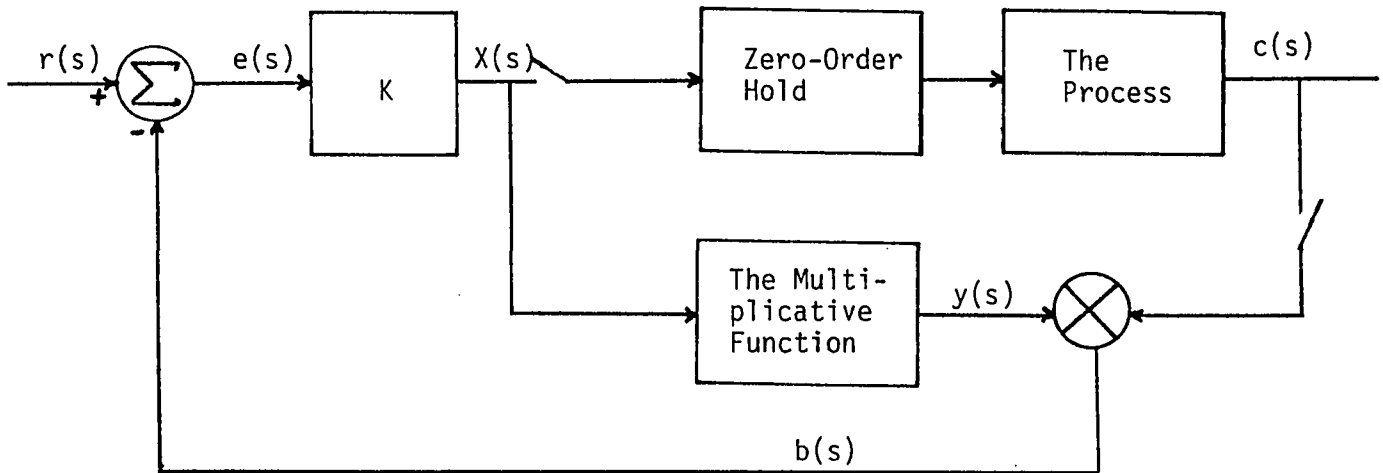 r(s)
+
-
Σ
e(s)
K
X(s)
Zero-Order
Hold
The
Process
c(s)
The Multi-
plicative
Function
y(s)
b(s)